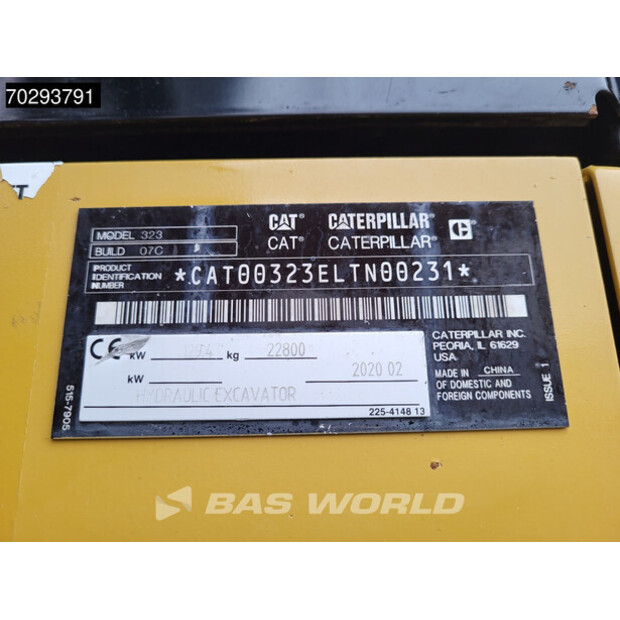 70293791
CAT® CATERPILLAR®
CAT® CATERPILLAR
MODEL 323
BUILD 07C
PRODUCT
IDENTIFICATION
NUMBER
*CAT00323ELTN00231*
CE kW kg 22800
kW 2020 02
HYDRAULIC EXCAVATOR
225-4148 13
CATERPILLAR INC.
PEORIA, IL 61629
USA
MADE IN CHINA
OF DOMESTIC AND
FOREIGN COMPONENTS
ISSUE 1
515-7905
BAS WORLD